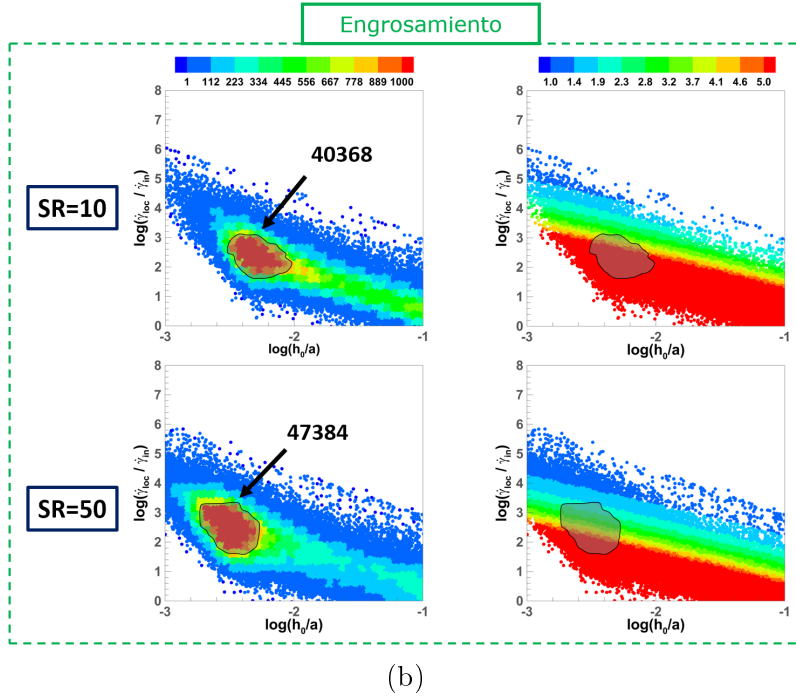 Engrosamiento
1 112 223 334 445 556 667 778 889 1000
1.0 1.4 1.9 2.3 2.8 3.2 3.7 4.1 4.6 5.0
SR=10
log(γ̇loc / γ̇in)
8
7
6
5
4
3
2
1
0
40368
-3 -2 -1
log(h0/a)
log(γ̇loc / γ̇in)
8
7
6
5
4
3
2
1
0
-3 -2 -1
log(h0/a)
SR=50
log(γ̇loc / γ̇in)
8
7
6
5
4
3
2
1
0
47384
-3 -2 -1
log(h0/a)
log(γ̇loc / γ̇in)
8
7
6
5
4
3
2
1
0
-3 -2 -1
log(h0/a)
(b)